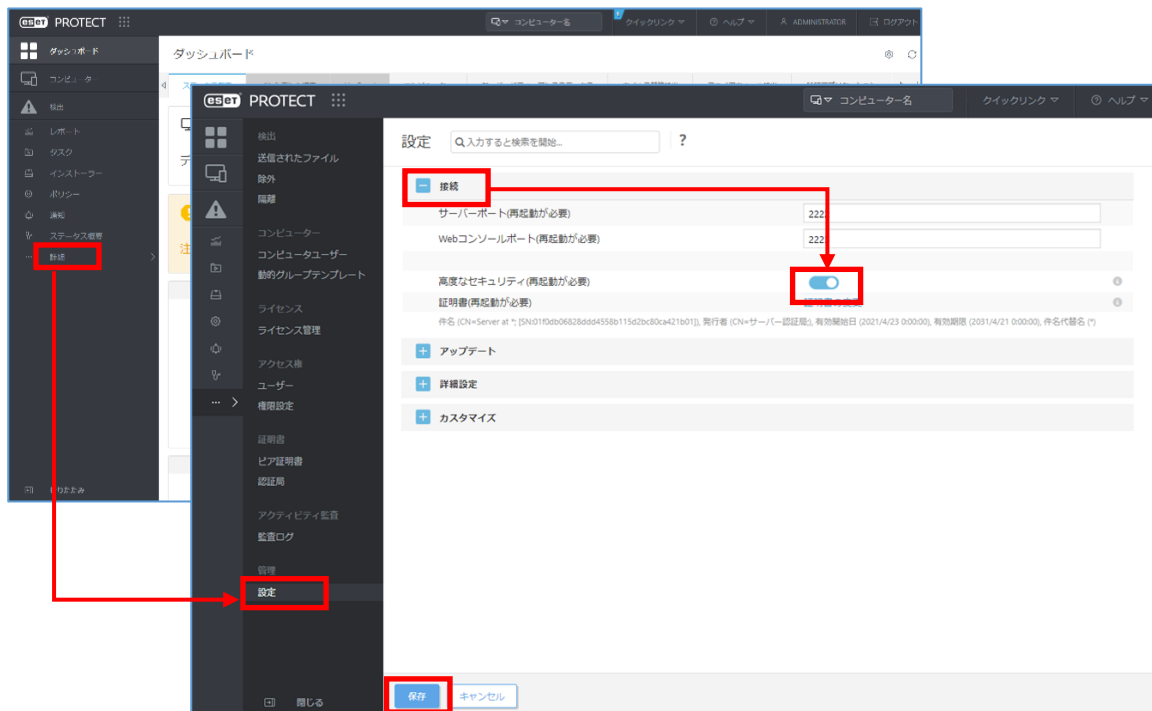 eset PROTECT
コンピューター名
クイックリンク
ヘルプ
ADMINISTRATOR
ログアウト
ダッシュボード
コンピューター
検出
レポート
タスク
インストーラー
ポリシー
通知
ステータス概要
詳細
ダッシュボード
eset PROTECT
コンピューター名
クイックリンク
ヘルプ
検出
送信されたファイル
除外
隔離
コンピューター
コンピュータユーザー
動的グループテンプレート
ライセンス
ライセンス管理
アクセス権
ユーザー
権限設定
証明書
ピア証明書
認証局
アクティビティ監査
監査ログ
管理
設定
閉じる
設定
入力すると検索を開始...
?
接続
サーバーポート(再起動が必要)
222
Webコンソールポート(再起動が必要)
222
高度なセキュリティ(再起動が必要)
証明書(再起動が必要)
件名 (CN=Server at *; [SN:01f0db06828ddd4558b115d2bc80ca421b01]), 発行者 (CN=サーバー認証局;), 有効開始日 (2021/4/23 0:00:00), 有効期限 (2031/4/21 0:00:00), 件名代替名 (*)
アップデート
詳細設定
カスタマイズ
保存
キャンセル